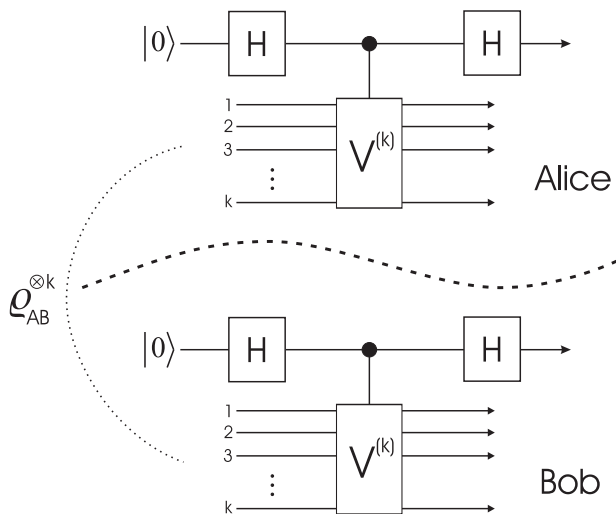 |0⟩ H H
1
2 V^(k)
3
⋮
k
Alice
ϱ_AB^⊗k
|0⟩ H H
1
2 V^(k)
3
⋮
k
Bob